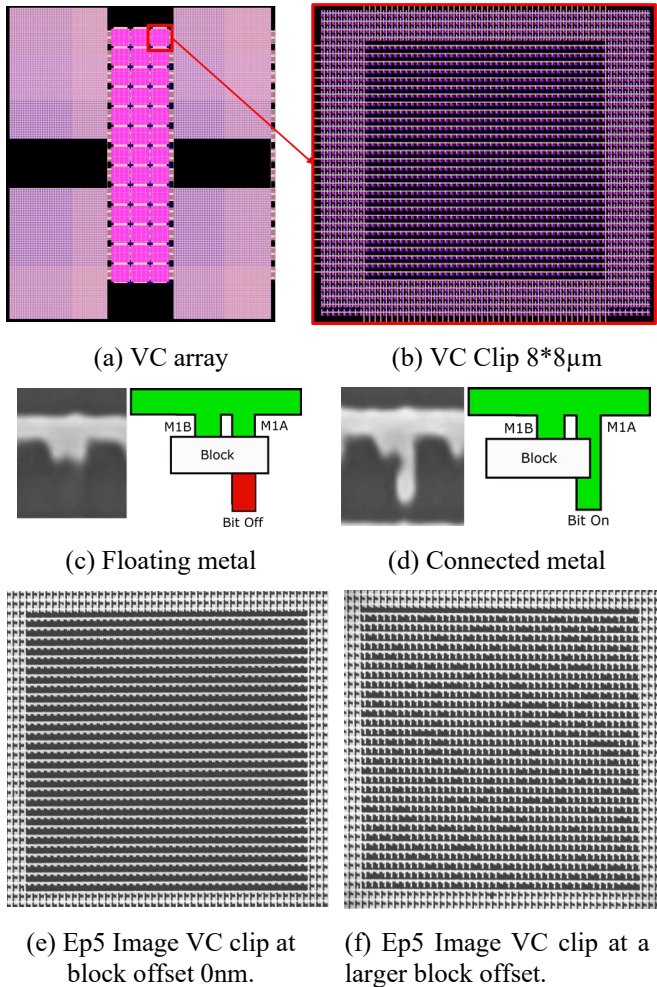 (a) VC array
(b) VC Clip 8*8µm
M1B
M1A
Block
Bit Off
M1B
M1A
Block
Bit On
(c) Floating metal
(d) Connected metal
(e) Ep5 Image VC clip at
block offset 0nm.
(f) Ep5 Image VC clip at a
larger block offset.